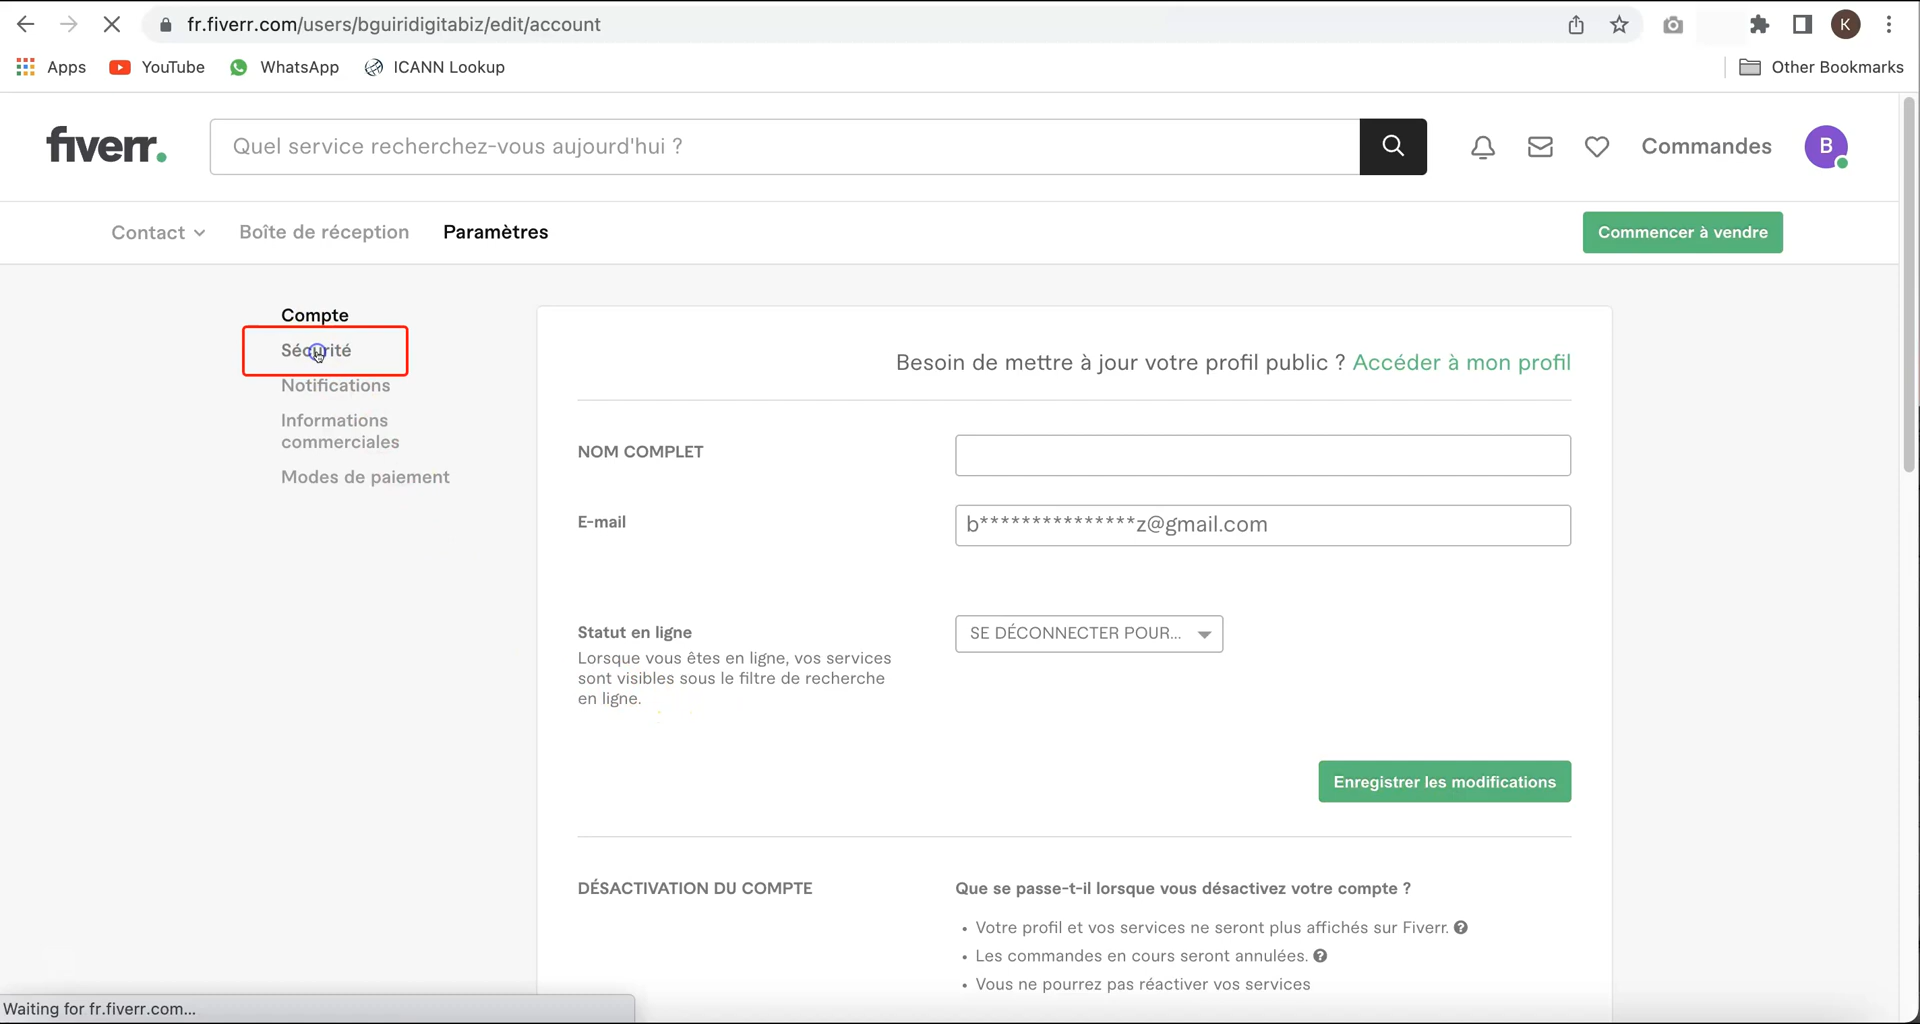 fr.fiverr.com/users/bguiridigitabiz/edit/account
K
Apps
YouTube
WhatsApp
ICANN Lookup
Other Bookmarks
fiverr.
Quel service recherchez-vous aujourd'hui ?
Commandes
B
Contact
Boîte de réception
Paramètres
Commencer à vendre
Compte
Sécurité
Notifications
Informations
commerciales
Modes de paiement
Besoin de mettre à jour votre profil public ? Accéder à mon profil
NOM COMPLET
E-mail
b***************z@gmail.com
Statut en ligne
Lorsque vous êtes en ligne, vos services
sont visibles sous le filtre de recherche
en ligne.
SE DÉCONNECTER POUR...
Enregistrer les modifications
DÉSACTIVATION DU COMPTE
Que se passe-t-il lorsque vous désactivez votre compte ?
• Votre profil et vos services ne seront plus affichés sur Fiverr. ?
• Les commandes en cours seront annulées. ?
• Vous ne pourrez pas réactiver vos services
Waiting for fr.fiverr.com...